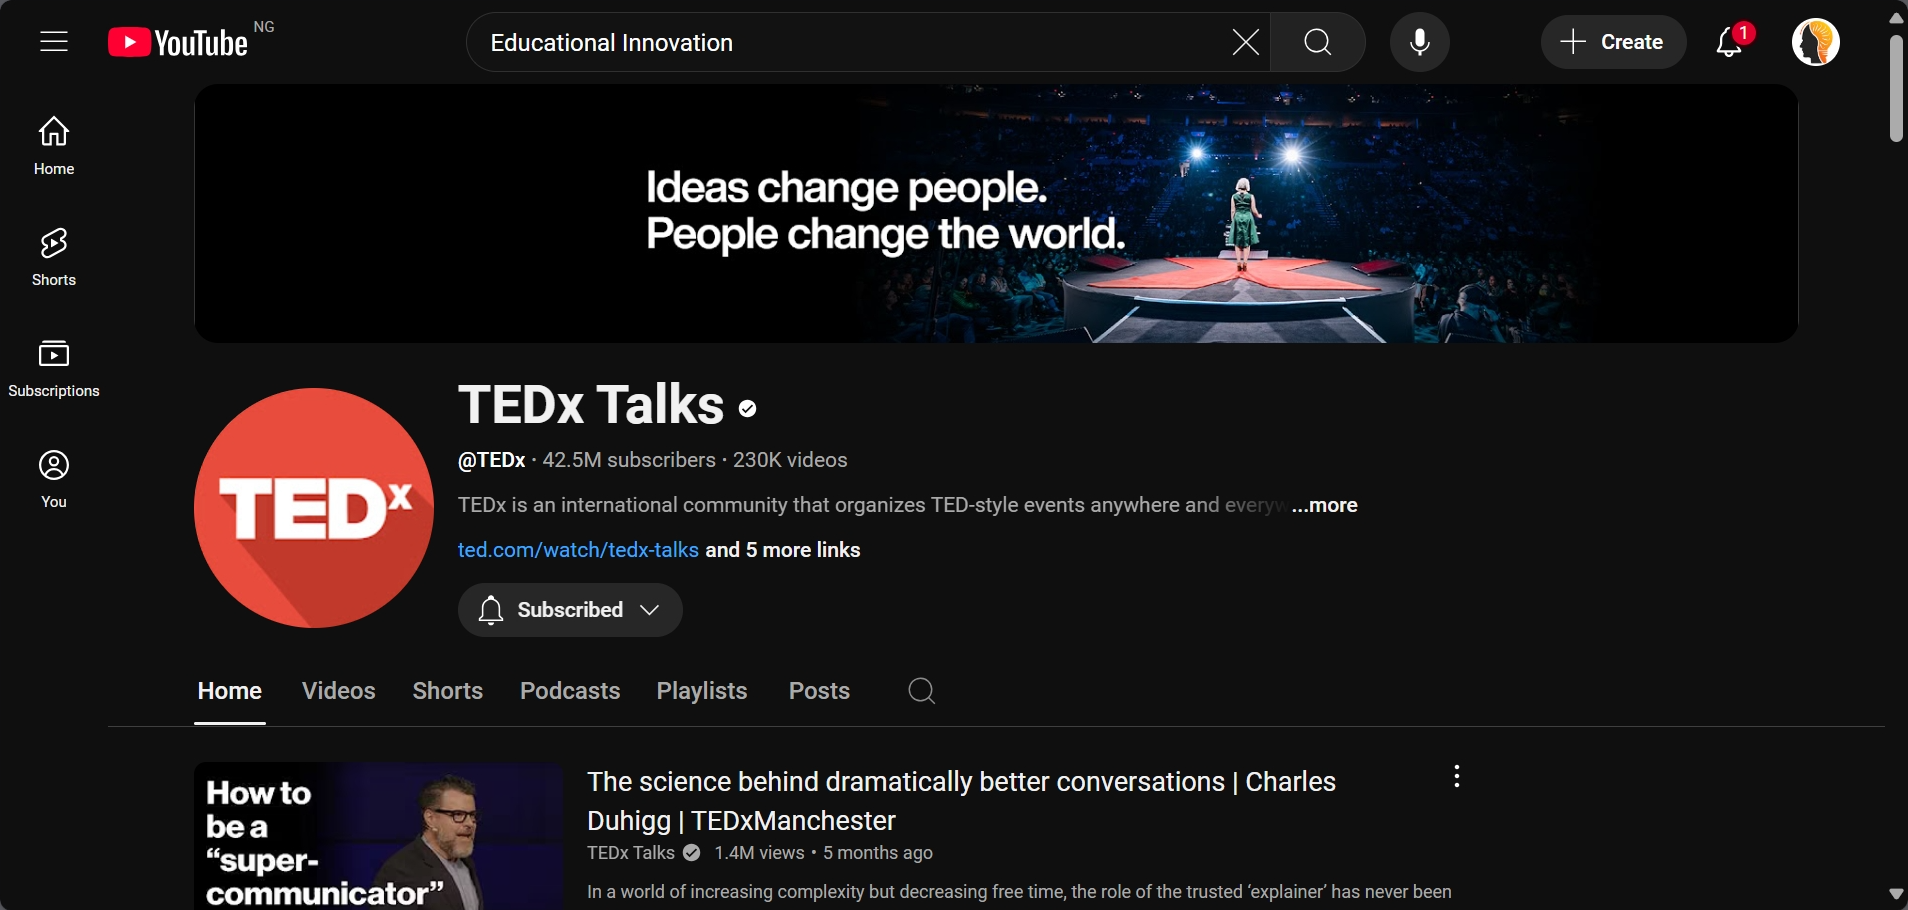 YouTube NG
Educational Innovation
Create
1
Home
Shorts
Subscriptions
You
Ideas change people.
People change the world.
TEDx
TEDx Talks
@TEDx · 42.5M subscribers · 230K videos
TEDx is an international community that organizes TED-style events anywhere and everyw ...more
ted.com/watch/tedx-talks and 5 more links
Subscribed
Home Videos Shorts Podcasts Playlists Posts
How to
be a
“super-
communicator”
The science behind dramatically better conversations | Charles
Duhigg | TEDxManchester
TEDx Talks 1.4M views • 5 months ago
In a world of increasing complexity but decreasing free time, the role of the trusted ‘explainer’ has never been